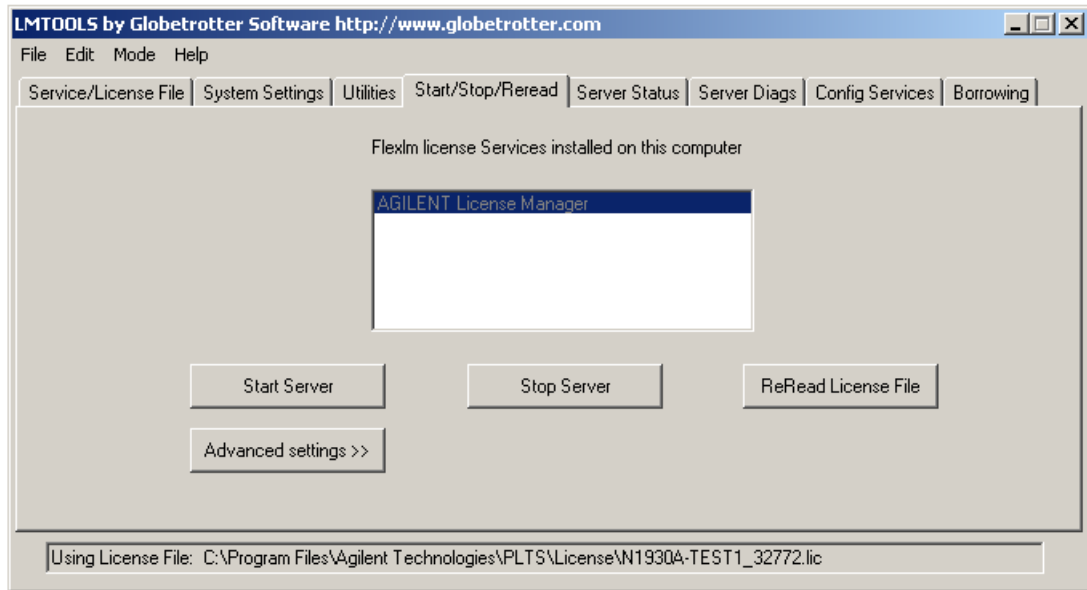 LMTOOLS by Globetrotter Software http://www.globetrotter.com
File Edit Mode Help
Service/License File System Settings Utilities Start/Stop/Reread Server Status Server Diags Config Services Borrowing
Flexlm license Services installed on this computer
AGILENT License Manager
Start Server Stop Server ReRead License File
Advanced settings >>
Using License File: C:\Program Files\Agilent Technologies\PLTS\License\N1930A-TEST1_32772.lic